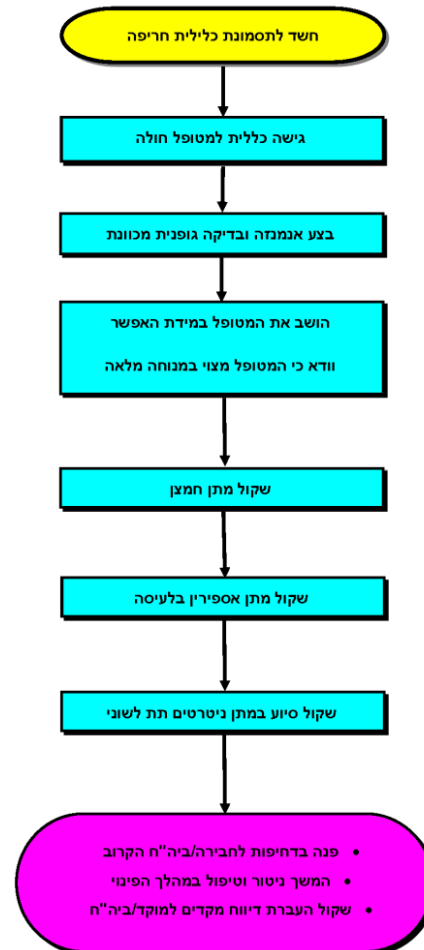 חשד לתסמונת כלילית חריפה
גישה כללית למטופל חולה
בצע אנמנזה ובדיקה גופנית מכוונת
הושב את המטופל במידת האפשר
וודא כי המטופל מצוי במנוחה מלאה
שקול מתן חמצן
שקול מתן אספירין בלעיסה
שקול סיוע במתן ניטרטים תת לשוני
• פנה בדחיפות לחבירה/ביה"ח הקרוב
• המשך ניטור וטיפול במהלך הפינוי
• שקול העברת דיווח מקדים למוקד/ביה"ח